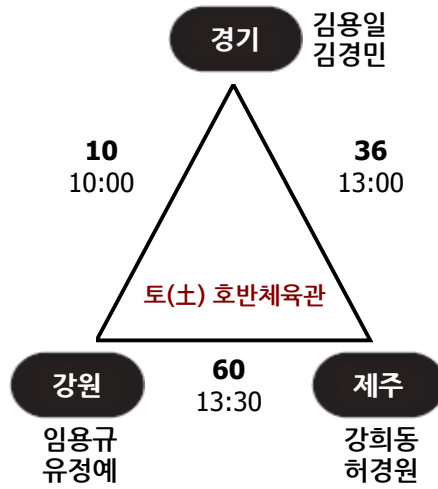 경기
김용일
김경민
10
10:00
36
13:00
토(土) 호반체육관
강원
60
13:30
제주
임용규
유정예
강희동
허경원